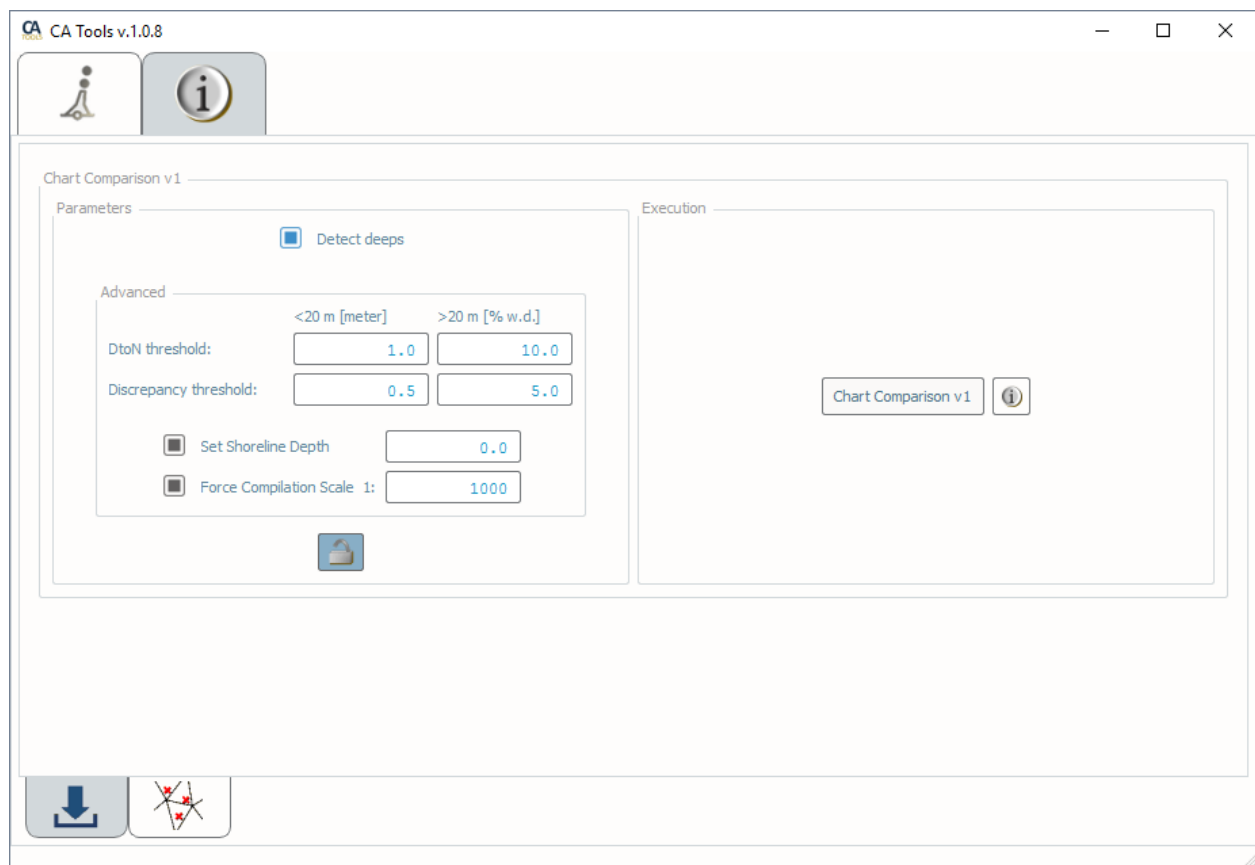 CA TOOLS CA Tools v.1.0.8
Chart Comparison v1
Parameters
Execution
Detect deeps
Advanced
<20 m [meter] >20 m [% w.d.]
DtoN threshold: 1.0 10.0
Discrepancy threshold: 0.5 5.0
Chart Comparison v1
Set Shoreline Depth 0.0
Force Compilation Scale 1: 1000